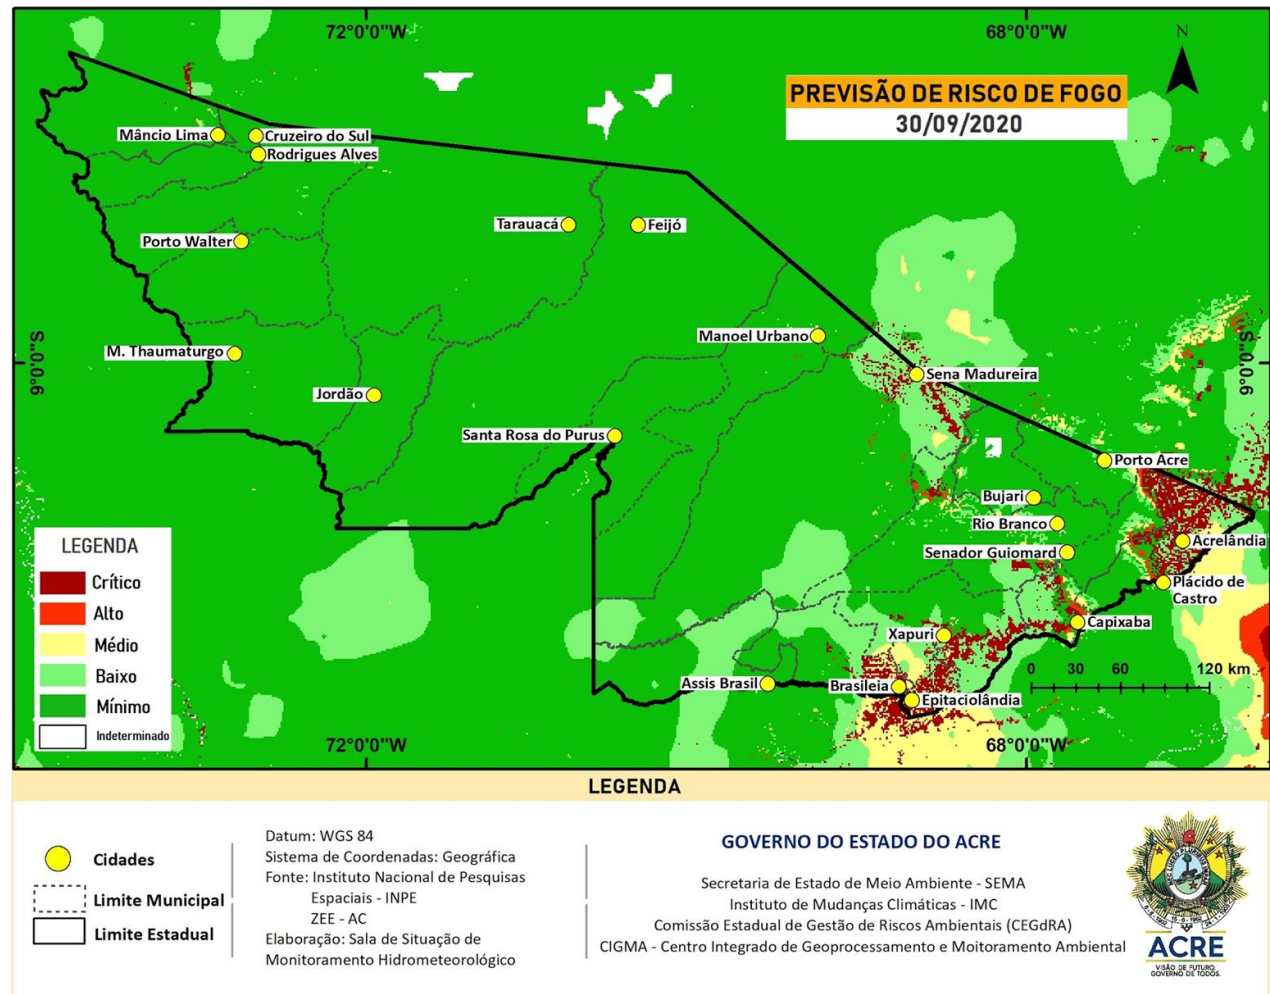 72°0'0"W
68°0'0"W
N
PREVISÃO DE RISCO DE FOGO
30/09/2020
Mâncio Lima
Cruzeiro do Sul
Rodrigues Alves
Tarauacá
Feijó
Porto Walter
Manoel Urbano
M. Thaumaturgo
9°0'0"S
9°0'0"S
Sena Madureira
Jordão
Santa Rosa do Purus
Porto Acre
Bujari
Rio Branco
Acrelândia
Senador Guiomard
Plácido de
Castro
Capixaba
Xapuri
Assis Brasil
Brasileia
Epitaciolândia
0 30 60 120 km
72°0'0"W
68°0'0"W
LEGENDA
Crítico
Alto
Médio
Baixo
Mínimo
Indeterminado
LEGENDA
Cidades
Limite Municipal
Limite Estadual
Datum: WGS 84
Sistema de Coordenadas: Geográfica
Fonte: Instituto Nacional de Pesquisas
Espaciais - INPE
ZEE - AC
Elaboração: Sala de Situação de
Monitoramento Hidrometeorológico
GOVERNO DO ESTADO DO ACRE
Secretaria de Estado de Meio Ambiente - SEMA
Instituto de Mudanças Climáticas - IMC
Comissão Estadual de Gestão de Riscos Ambientais (CEGdRA)
CIGMA - Centro Integrado de Geoprocessamento e Moitoramento Ambiental
ACRE
VISÃO DE FUTURO.
GOVERNO DE TODOS.